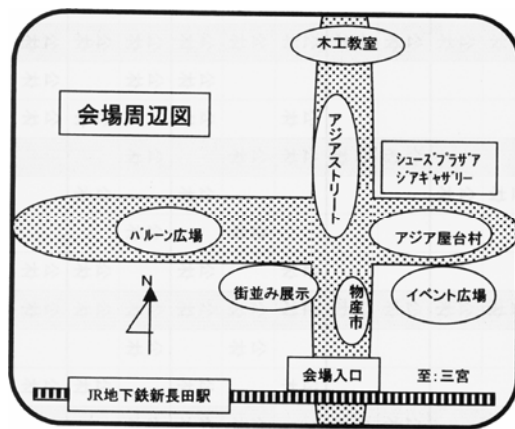 木工教室
会場周辺図
アジアストリート
シューズプラザア
ジアギャザリー
バルーン広場
アジア屋台村
街並み展示
物産市
イベント広場
N
会場入口
至:三宮
JR地下鉄新長田駅